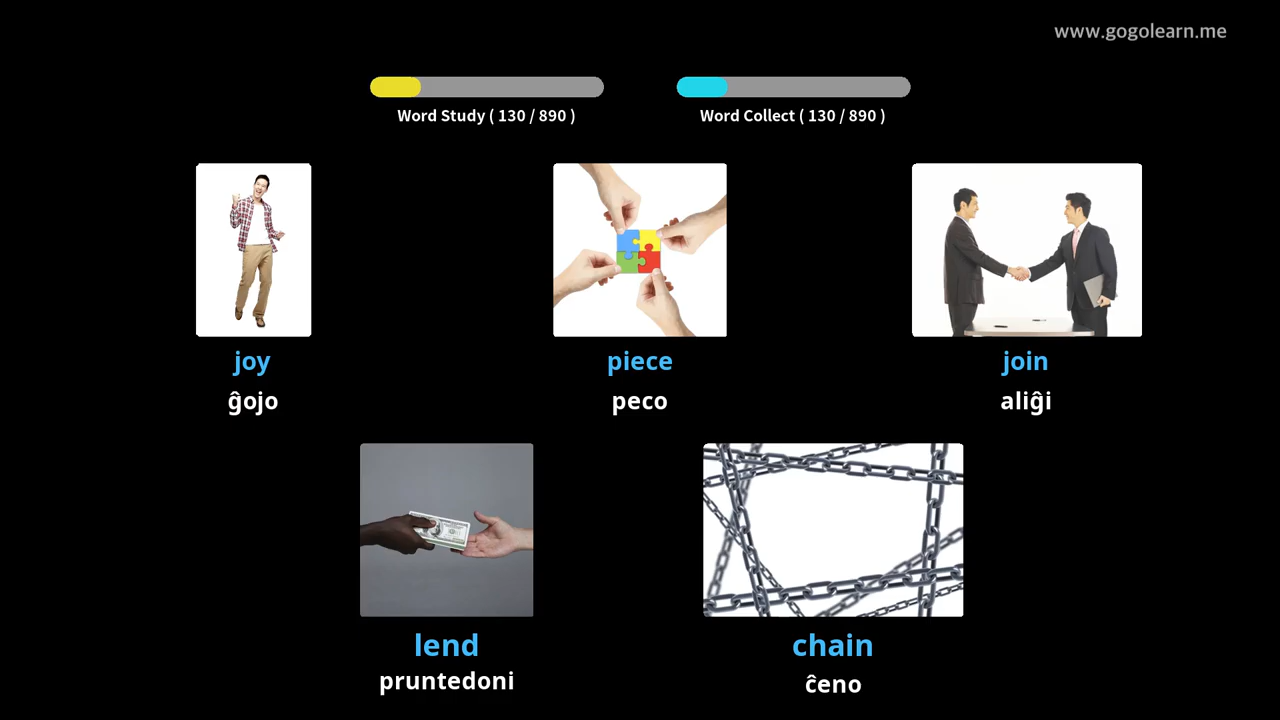 www.gogolearn.me
Word Study ( 130 / 890 )
Word Collect ( 130 / 890 )
joy
ĝojo
piece
peco
join
aliĝi
lend
pruntedoni
chain
ĉeno